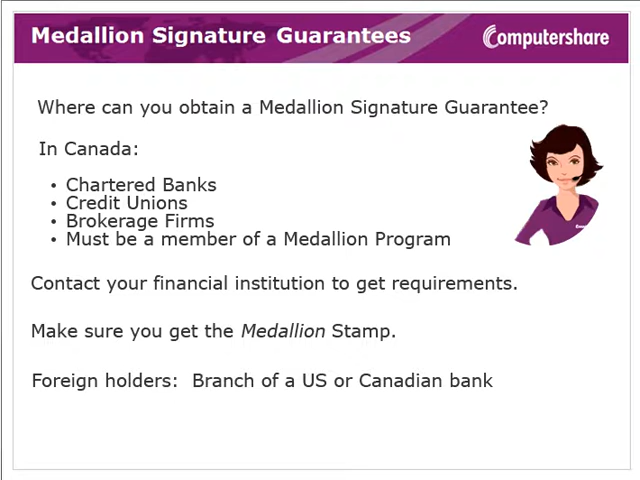 Medallion Signature Guarantees
Computershare
Where can you obtain a Medallion Signature Guarantee?
In Canada:
• Chartered Banks
• Credit Unions
• Brokerage Firms
• Must be a member of a Medallion Program
Contact your financial institution to get requirements.
Make sure you get the Medallion Stamp.
Foreign holders: Branch of a US or Canadian bank